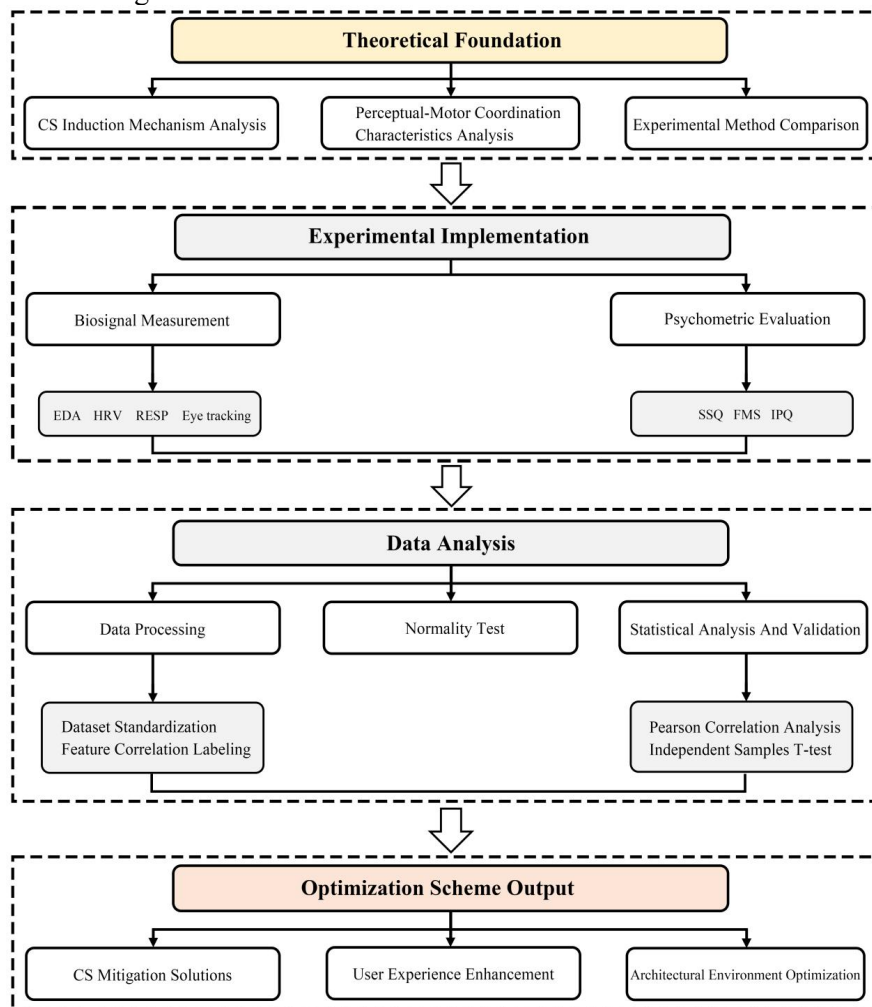 Theoretical Foundation
CS Induction Mechanism Analysis
Perceptual-Motor Coordination
Characteristics Analysis
Experimental Method Comparison
Experimental Implementation
Biosignal Measurement
Psychometric Evaluation
EDA HRV RESP Eye tracking
SSQ FMS IPQ
Data Analysis
Data Processing
Normality Test
Statistical Analysis And Validation
Dataset Standardization
Feature Correlation Labeling
Pearson Correlation Analysis
Independent Samples T-test
Optimization Scheme Output
CS Mitigation Solutions
User Experience Enhancement
Architectural Environment Optimization